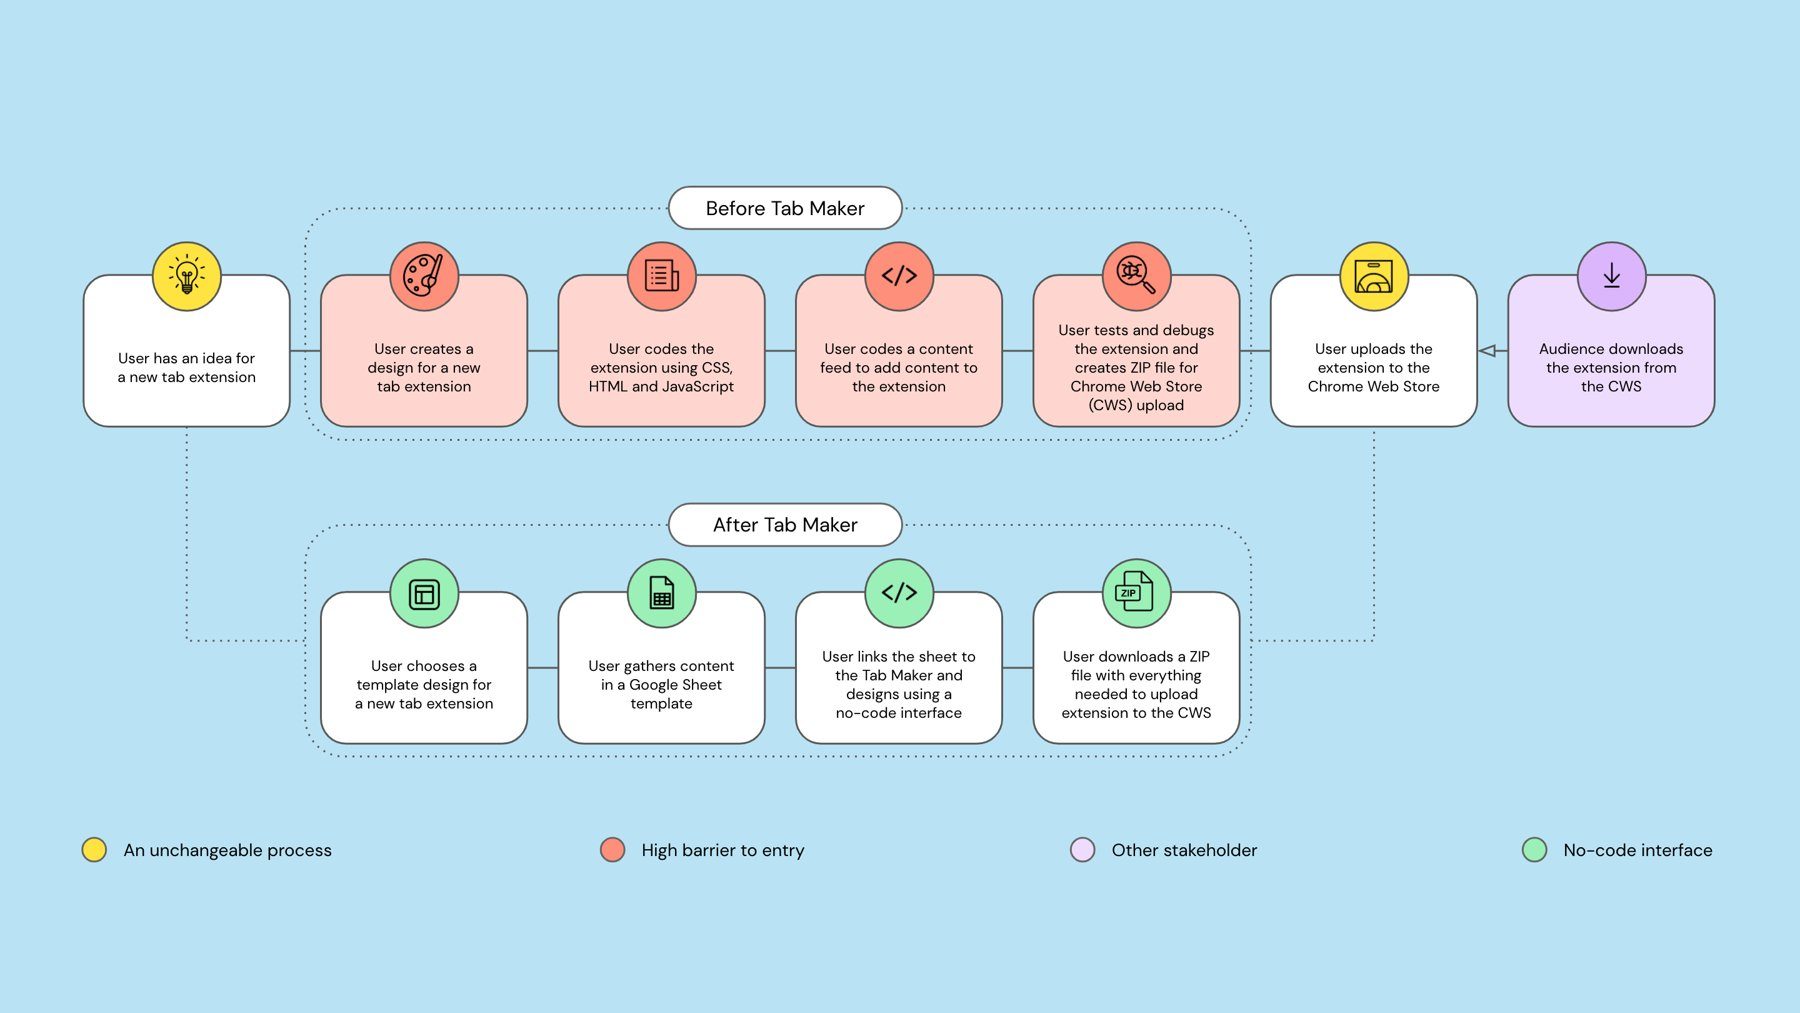 Before Tab Maker
User has an idea for
a new tab extension
User creates a
design for a new
tab extension
User codes the
extension using CSS,
HTML and JavaScript
</>
User codes a content
feed to add content to
the extension
User tests and debugs
the extension and
creates ZIP file for
Chrome Web Store
(CWS) upload
User uploads the
extension to the
Chrome Web Store
Audience downloads
the extension from
the CWS
After Tab Maker
User chooses a
template design for
a new tab extension
User gathers content
in a Google Sheet
template
</>
User links the sheet to
the Tab Maker and
designs using a
no-code interface
ZIP
User downloads a ZIP
file with everything
needed to upload
extension to the CWS
An unchangeable process
High barrier to entry
Other stakeholder
No-code interface